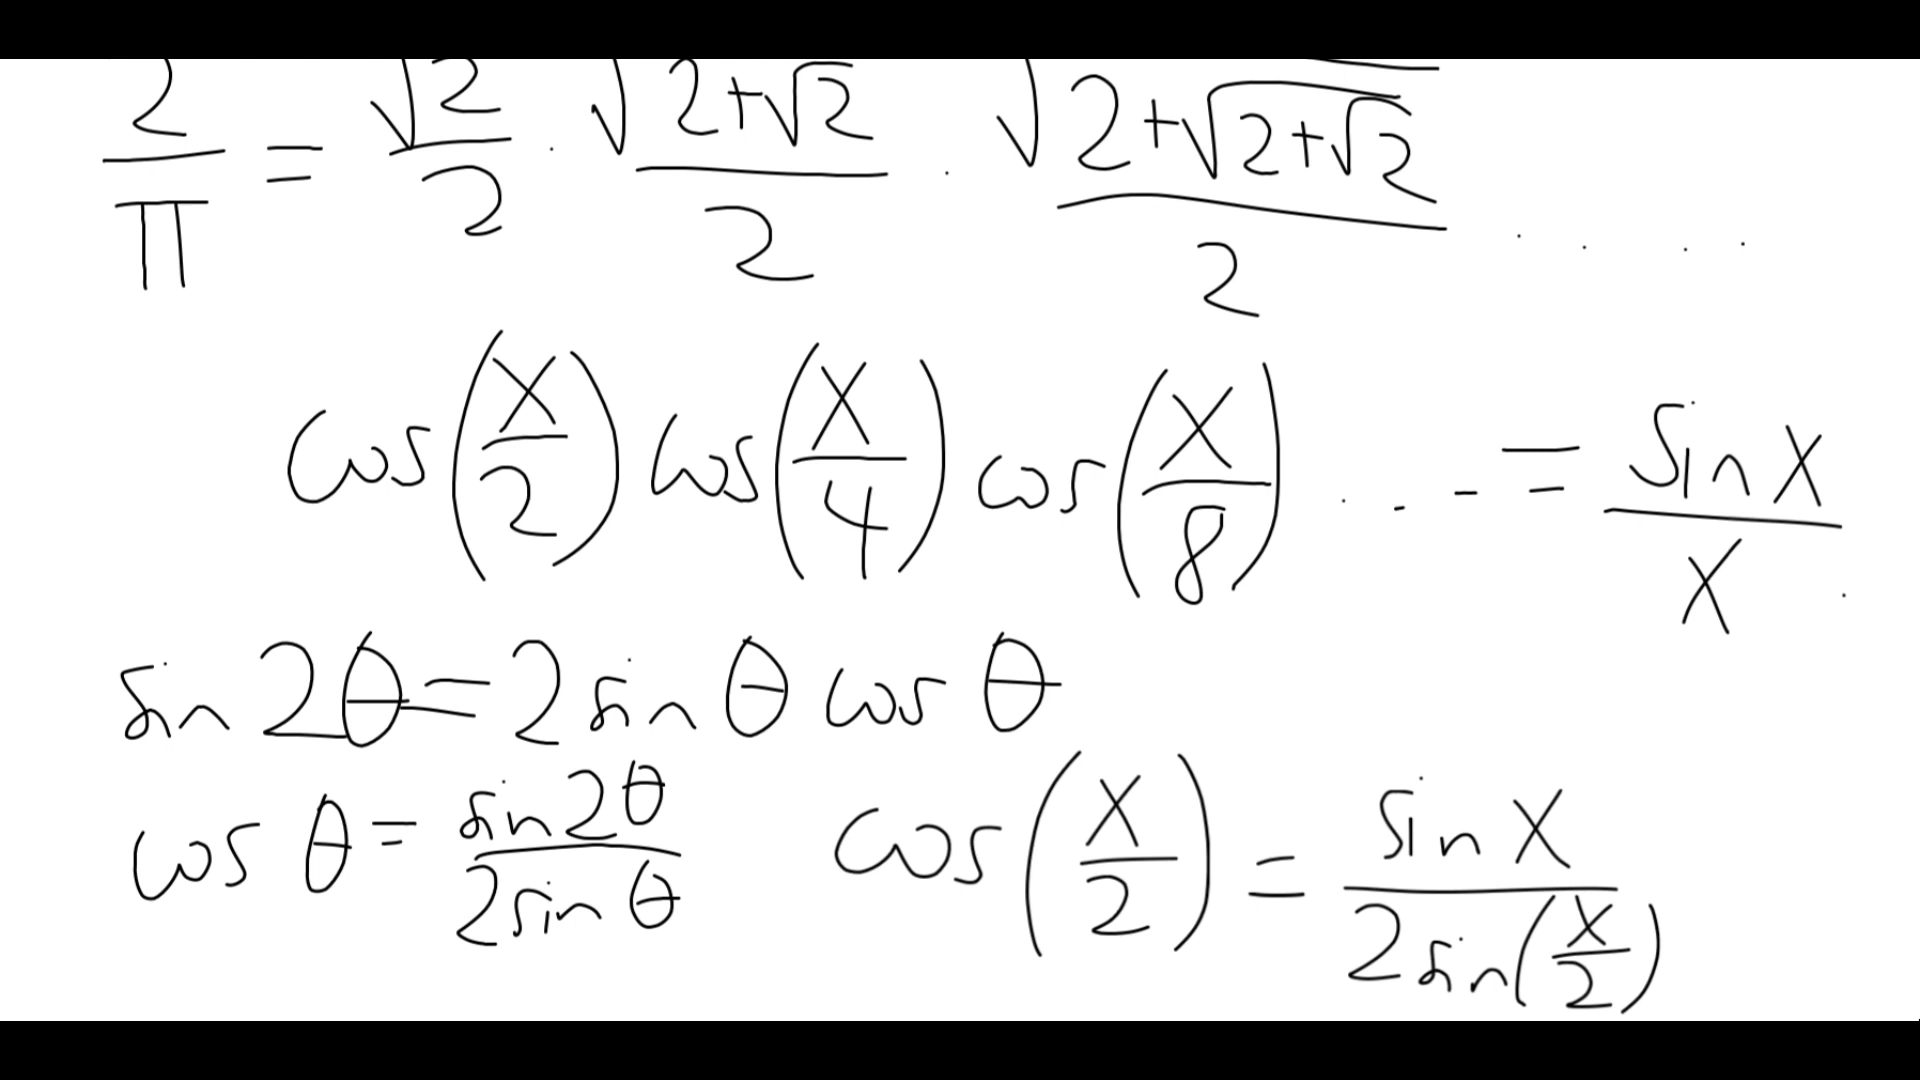 2/π = √2/2 · √(2+√2)/2 · √(2+√(2+√2))/2 . . . .
cos(x/2) cos(x/4) cos(x/8) . . . = sin x/x .
sin 2θ = 2 sin θ cos θ
cos θ = sin 2θ/2 sin θ cos(x/2) = sin x/2 sin(x/2)